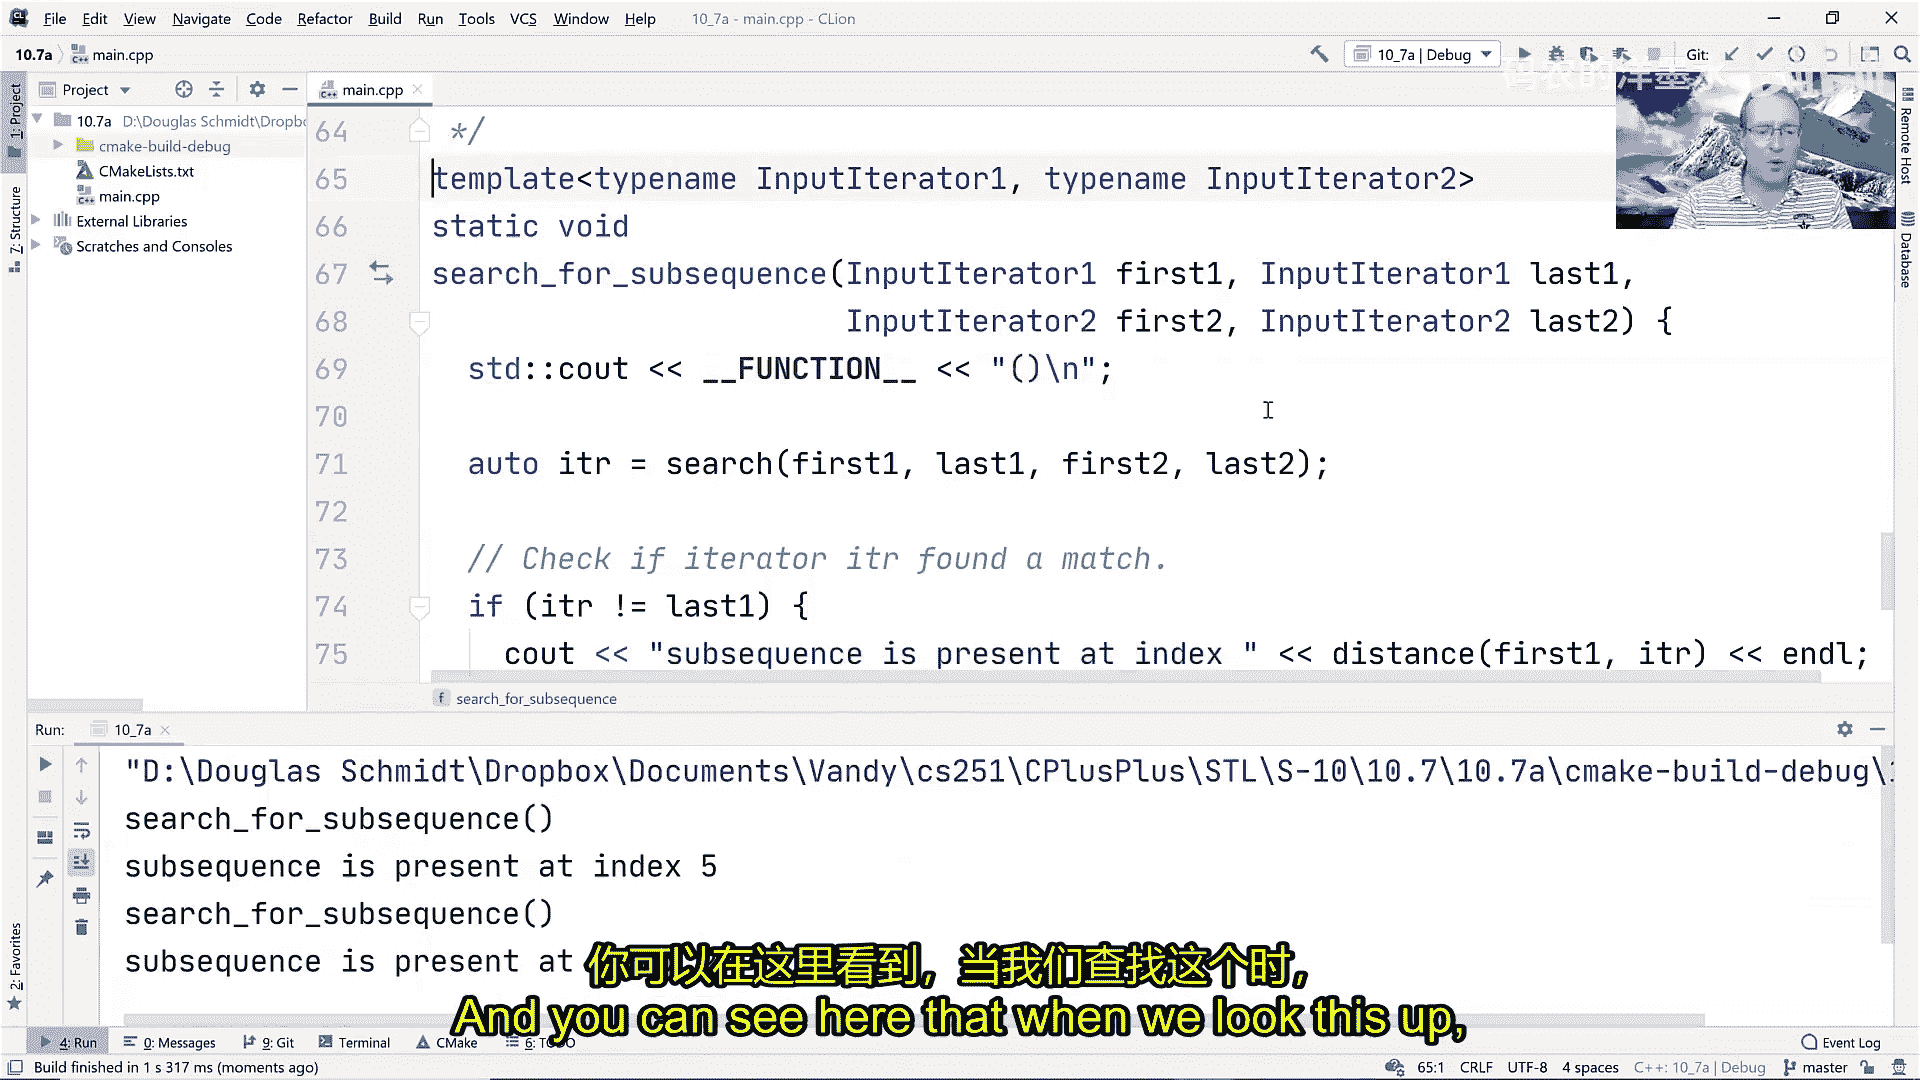 File Edit View Navigate Code Refactor Build Run Tools VCS Window Help 10_7a - main.cpp - CLion
10.7a main.cpp 10_7a | Debug Git:
Project main.cpp
1: Project
10.7a D:\Douglas Schmidt\Dropbo
cmake-build-debug
CMakeLists.txt
main.cpp
External Libraries
Scratches and Consoles
7: Structure
2: Favorites
Remote Host
Database
码农的洋墨水
64 */
65 template<typename InputIterator1, typename InputIterator2>
66 static void
67 search_for_subsequence(InputIterator1 first1, InputIterator1 last1,
68 InputIterator2 first2, InputIterator2 last2) {
69 std::cout << __FUNCTION__ << "()\n";
70
71 auto itr = search(first1, last1, first2, last2);
72
73 // Check if iterator itr found a match.
74 if (itr != last1) {
75 cout << "subsequence is present at index " << distance(first1, itr) << endl;
f search_for_subsequence
Run: 10_7a
"D:\Douglas Schmidt\Dropbox\Documents\Vandy\cs251\CPlusPlus\STL\S-10\10.7\10.7a\cmake-build-debug\
search_for_subsequence()
subsequence is present at index 5
search_for_subsequence()
subsequence is present at
你可以在这里看到，当我们查找这个时，
And you can see here that when we look this up,
4: Run 0: Messages 9: Git Terminal CMake 6: TODO Event Log
Build finished in 1 s 317 ms (moments ago) 65:1 CRLF UTF-8 4 spaces C++: 10_7a | Debug master